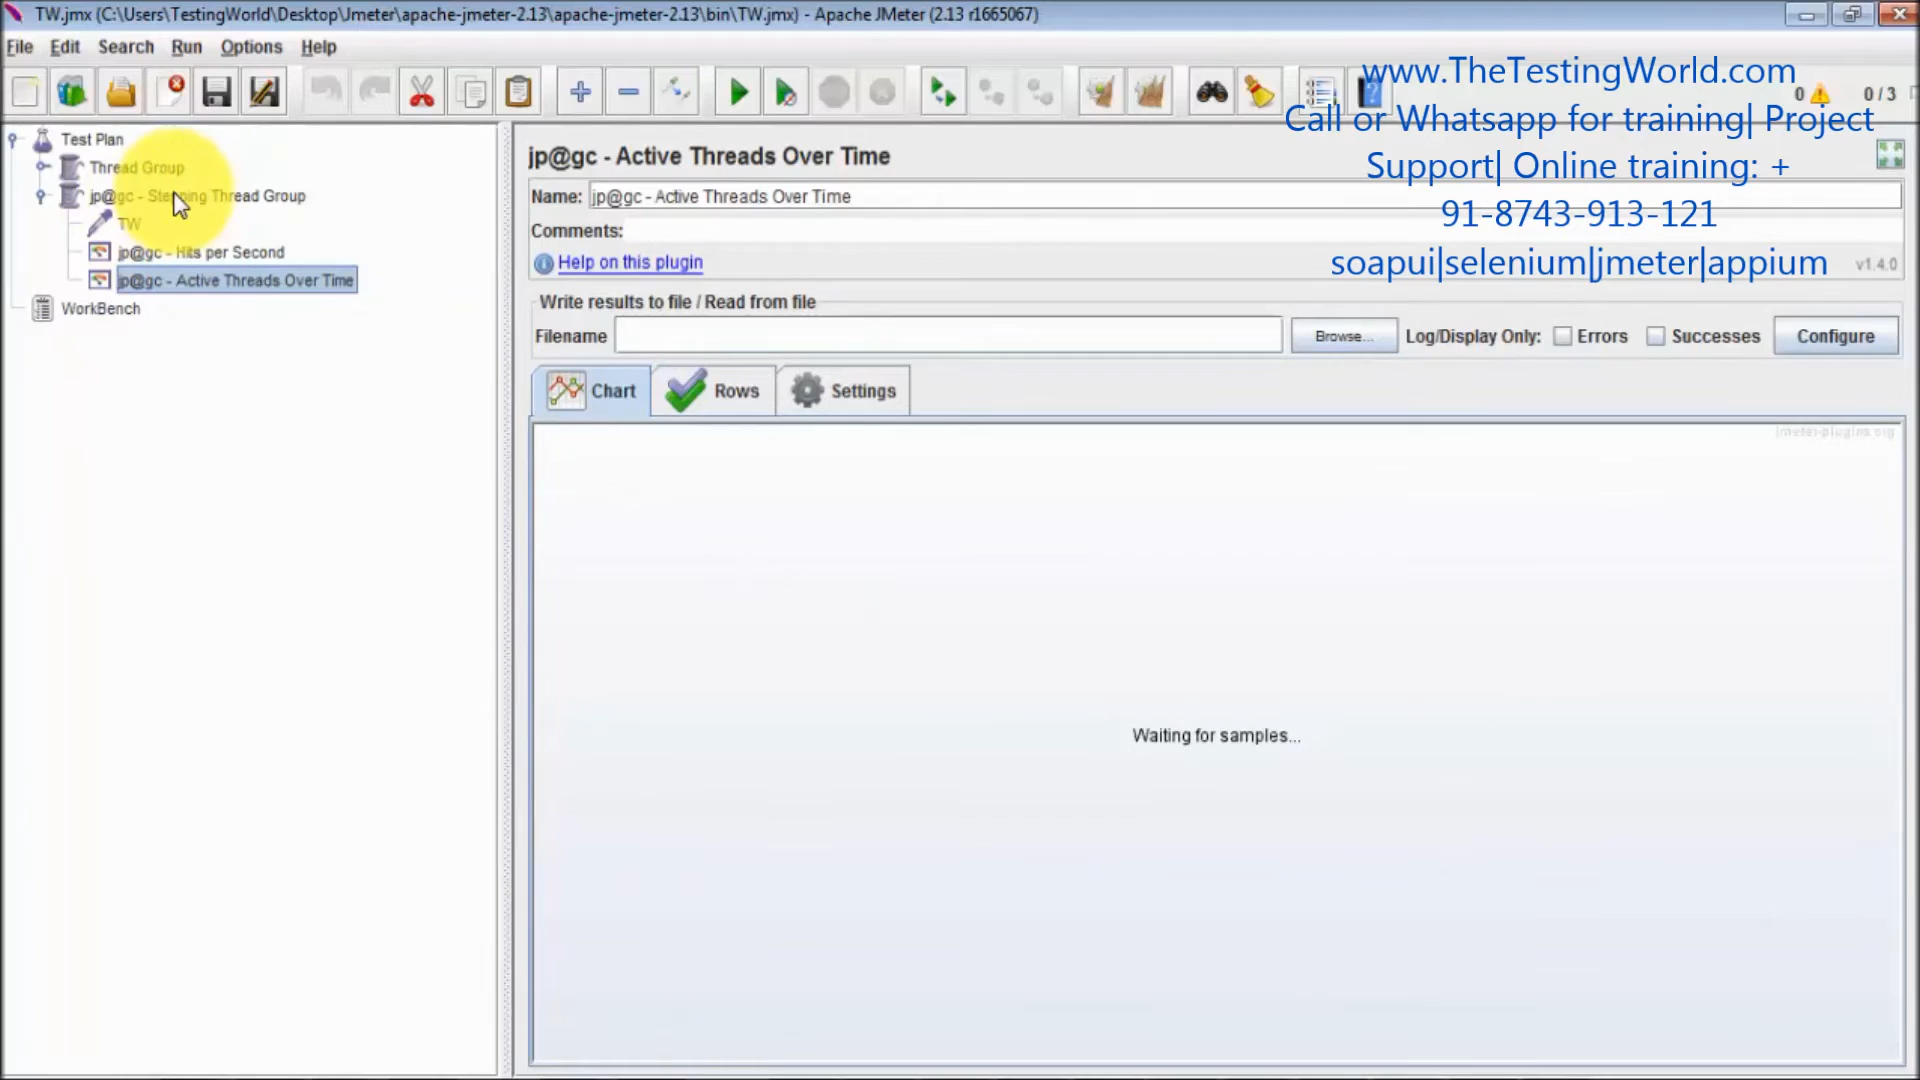 TW.jmx (C:\Users\TestingWorld\Desktop\Jmeter\apache-jmeter-2.13\apache-jmeter-2.13\bin\TW.jmx) - Apache JMeter (2.13 r1665067)
File Edit Search Run Options Help
www.TheTestingWorld.com
Call or Whatsapp for training| Project
Support| Online training: +
91-8743-913-121
soapui|selenium|jmeter|appium
0 0 / 3
Test Plan
Thread Group
jp@gc - Stepping Thread Group
TW
jp@gc - Hits per Second
jp@gc - Active Threads Over Time
WorkBench
jp@gc - Active Threads Over Time
Name: jp@gc - Active Threads Over Time
Comments:
Help on this plugin v1.4.0
Write results to file / Read from file
Filename Browse... Log/Display Only: Errors Successes Configure
Chart Rows Settings
jmeter-plugins.org
Waiting for samples...